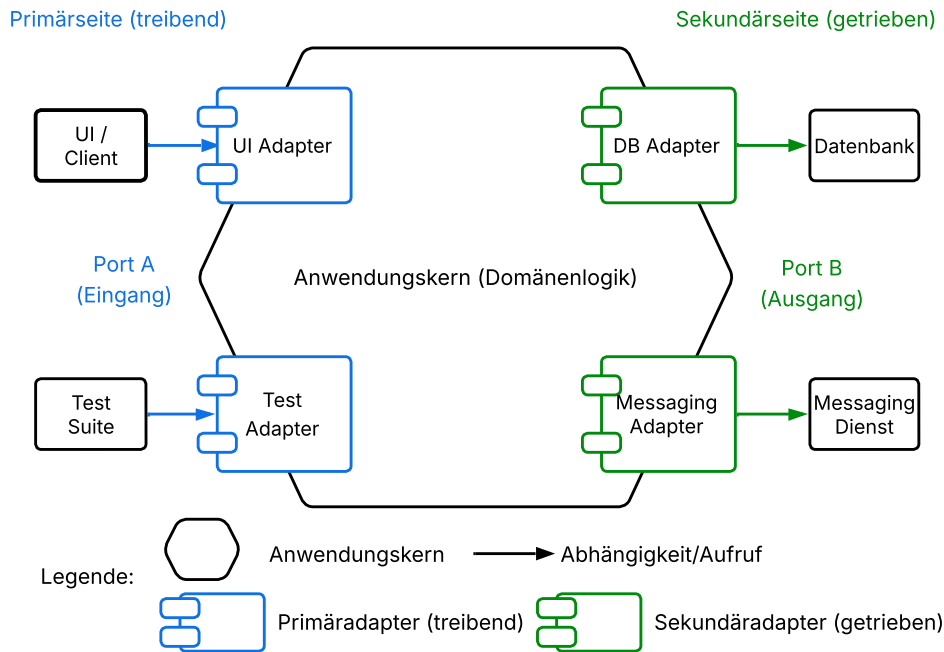 Primärseite (treibend)
Sekundärseite (getrieben)
UI /
Client
UI Adapter
DB Adapter
Datenbank
Port A
(Eingang)
Anwendungskern (Domänenlogik)
Port B
(Ausgang)
Test
Suite
Test
Adapter
Messaging
Adapter
Messaging
Dienst
Legende:
Anwendungskern
Abhängigkeit/Aufruf
Primäradapter (treibend)
Sekundäradapter (getrieben)